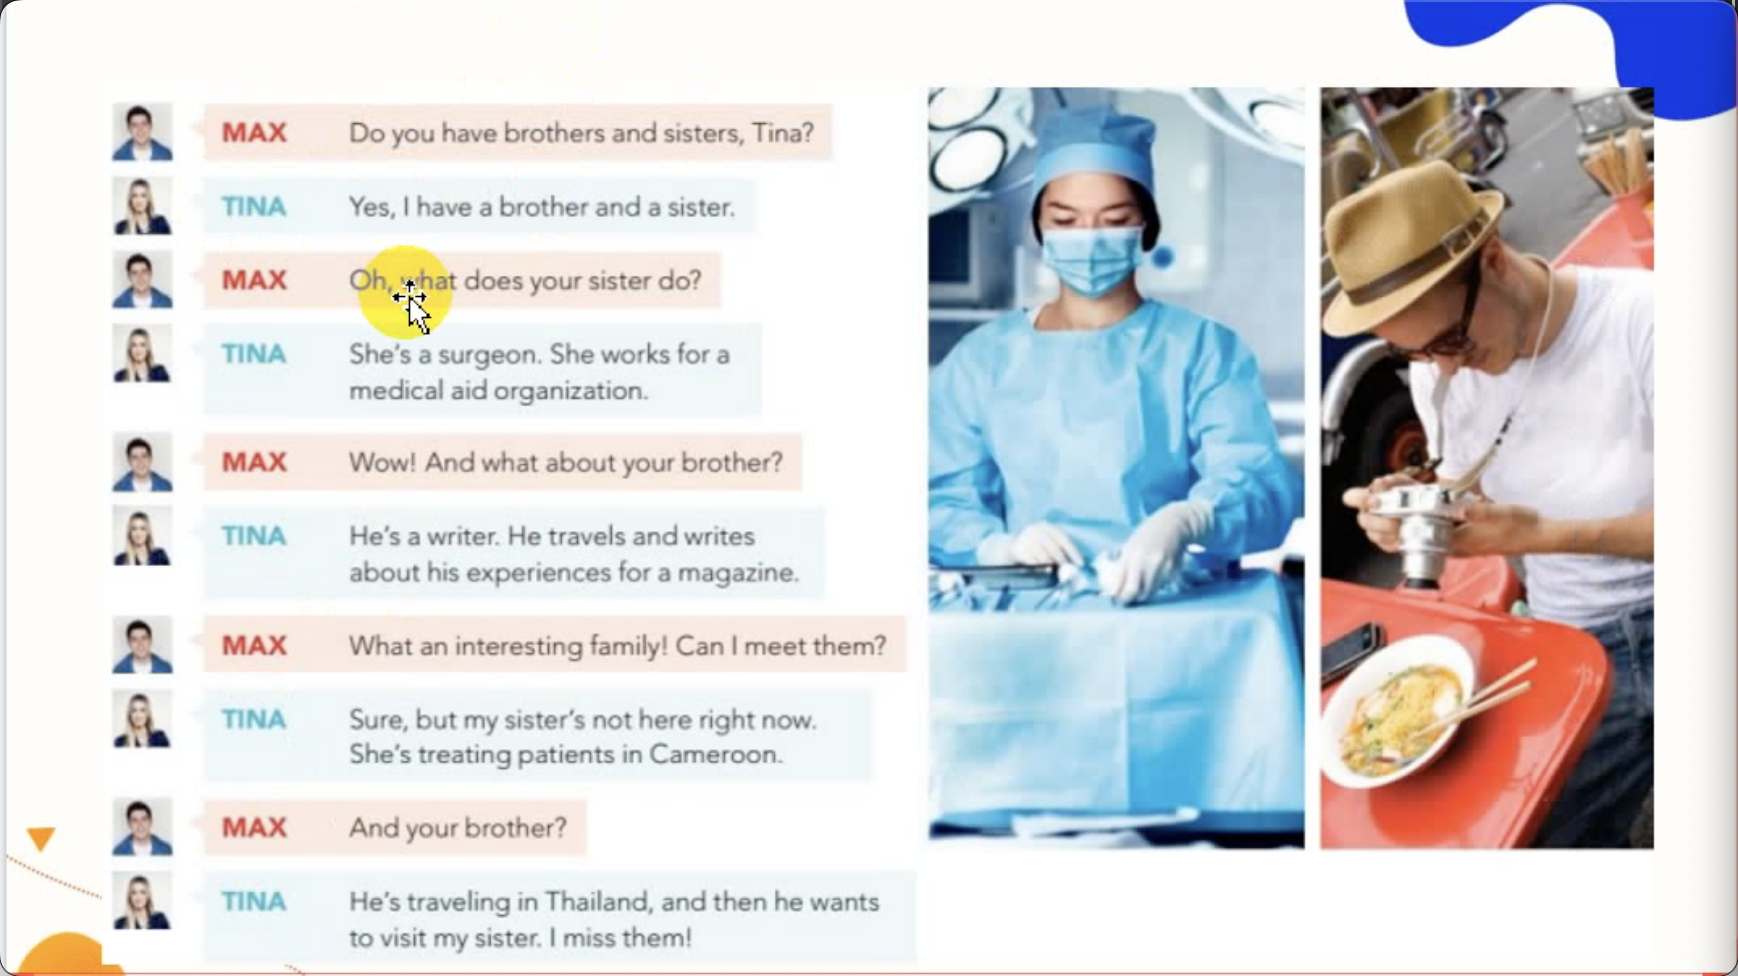 MAX Do you have brothers and sisters, Tina?
TINA Yes, I have a brother and a sister.
MAX Oh, what does your sister do?
TINA She's a surgeon. She works for a
medical aid organization.
MAX Wow! And what about your brother?
TINA He's a writer. He travels and writes
about his experiences for a magazine.
MAX What an interesting family! Can I meet them?
TINA Sure, but my sister's not here right now.
She's treating patients in Cameroon.
MAX And your brother?
TINA He's traveling in Thailand, and then he wants
to visit my sister. I miss them!